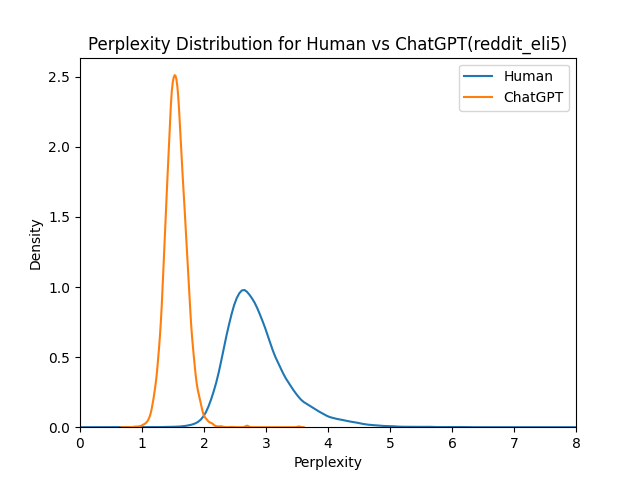 Perplexity Distribution for Human vs ChatGPT(reddit_eli5)
Human
ChatGPT
2.5
2.0
1.5
1.0
0.5
0.0
Density
0 1 2 3 4 5 6 7 8
Perplexity